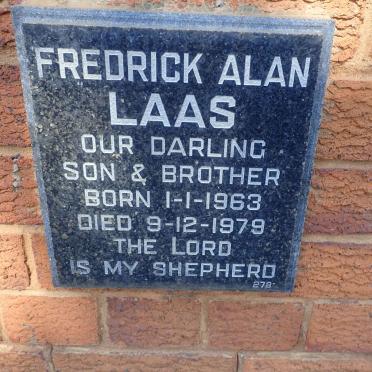 FREDRICK ALAN
LAAS
OUR DARLING
SON & BROTHER
BORN 1-1-1963
DIED 9-12-1979
THE LORD
IS MY SHEPHERD